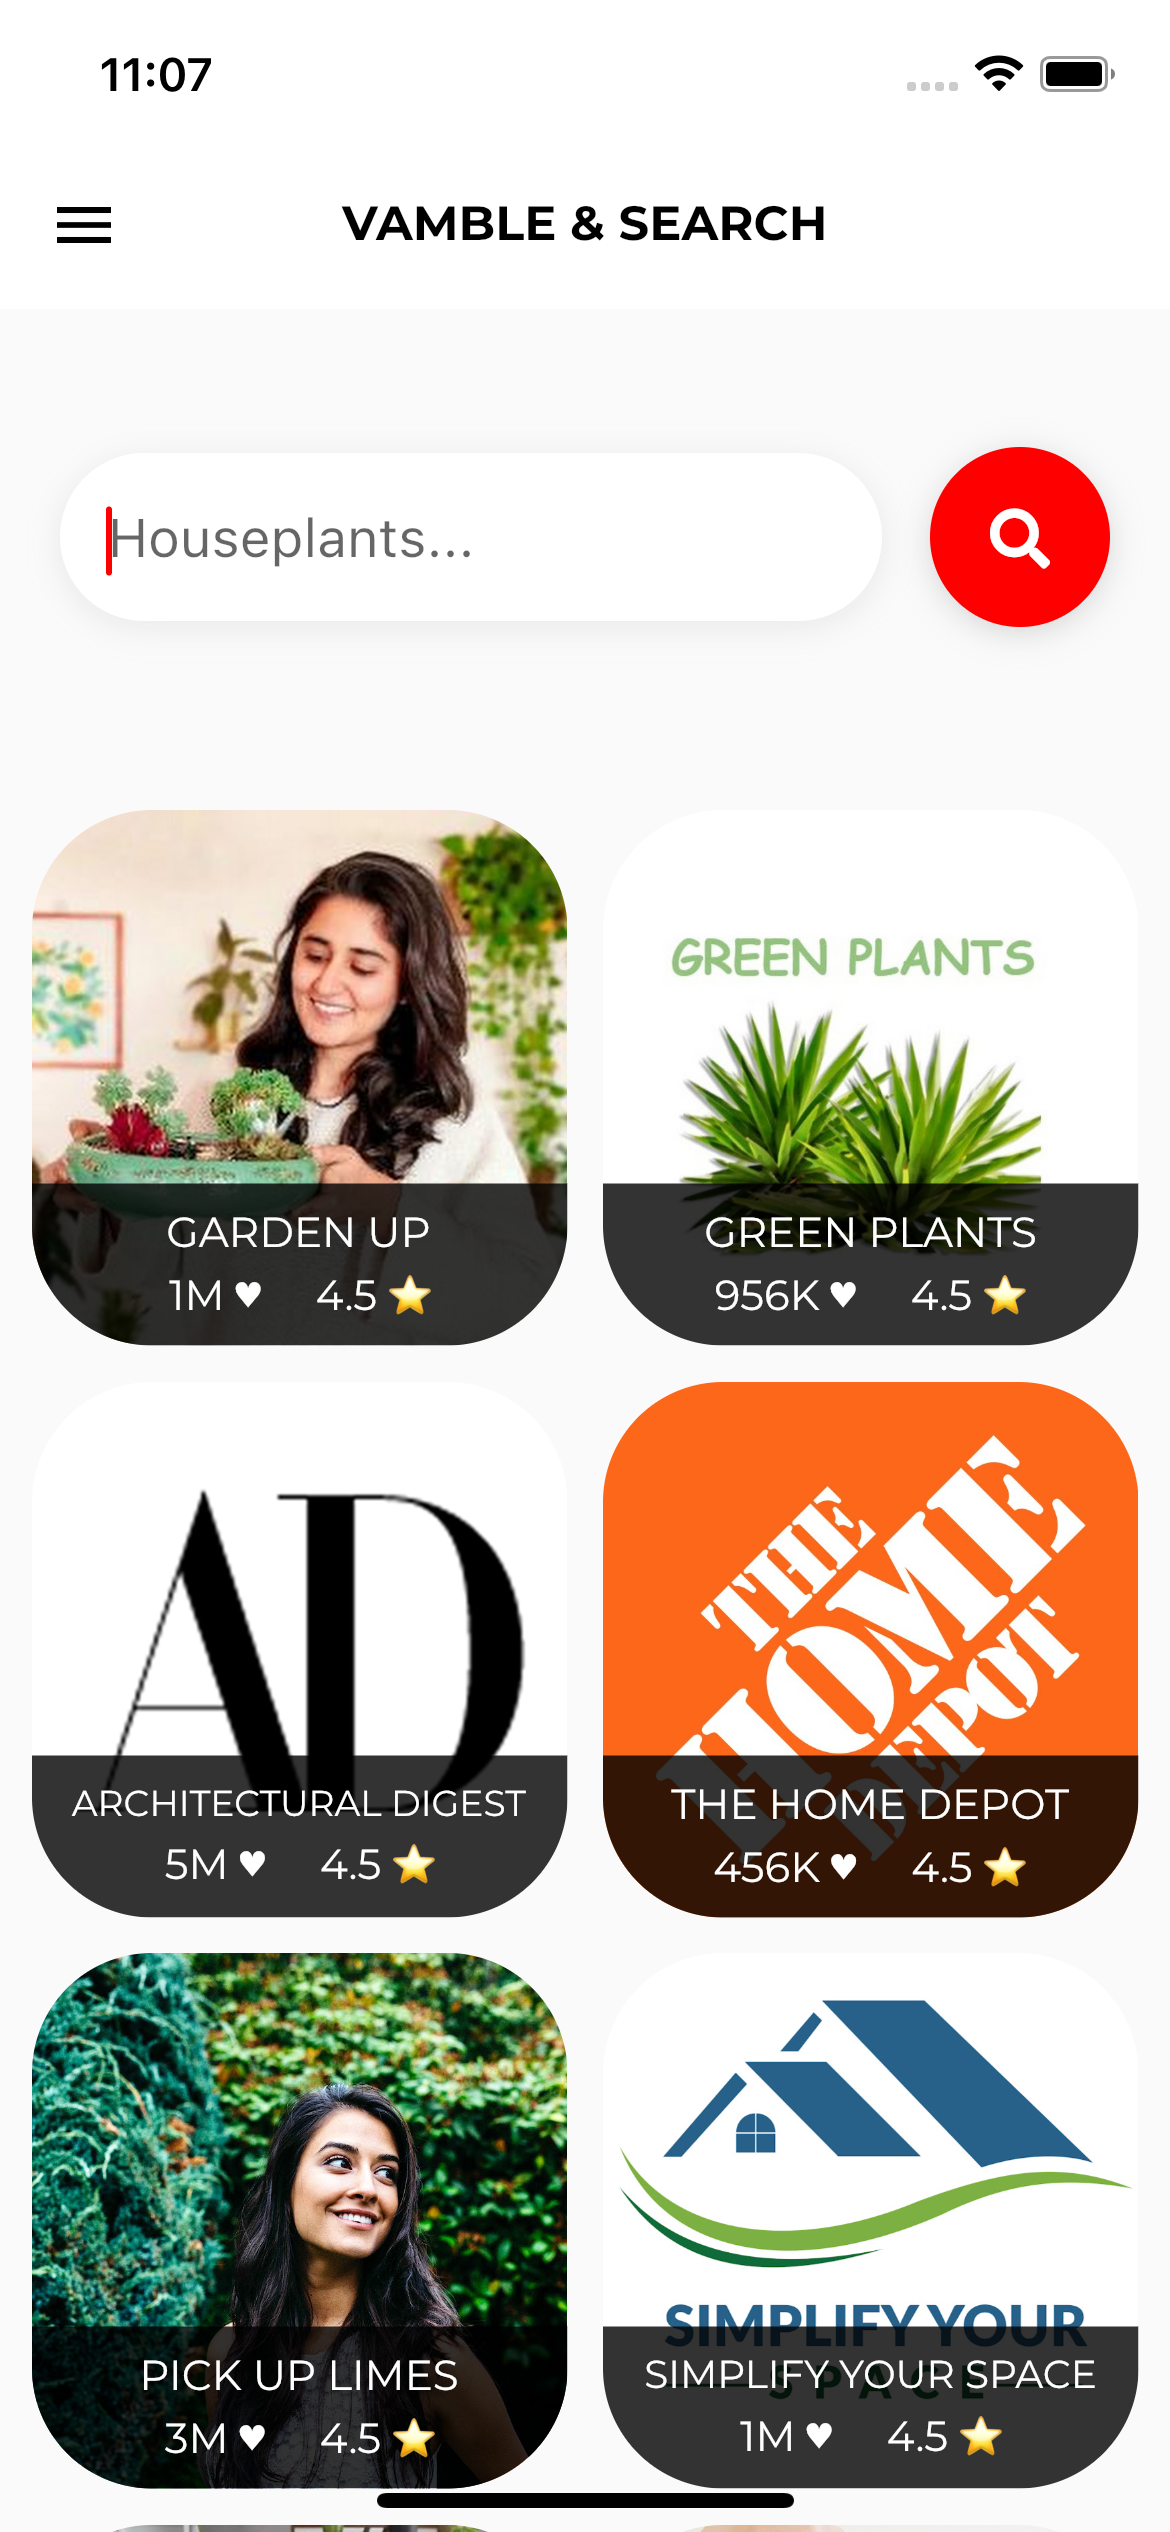 11:07
VAMBLE & SEARCH
Houseplants...
GREEN PLANTS
GARDEN UP
1M ♥ 4.5 ⭐
GREEN PLANTS
956K ♥ 4.5 ⭐
AD
ARCHITECTURAL DIGEST
5M ♥ 4.5 ⭐
THE
HOME
DEPOT
THE HOME DEPOT
456K ♥ 4.5 ⭐
PICK UP LIMES
3M ♥ 4.5 ⭐
SIMPLIFY YOUR
SPACE
SIMPLIFY YOUR SPACE
1M ♥ 4.5 ⭐